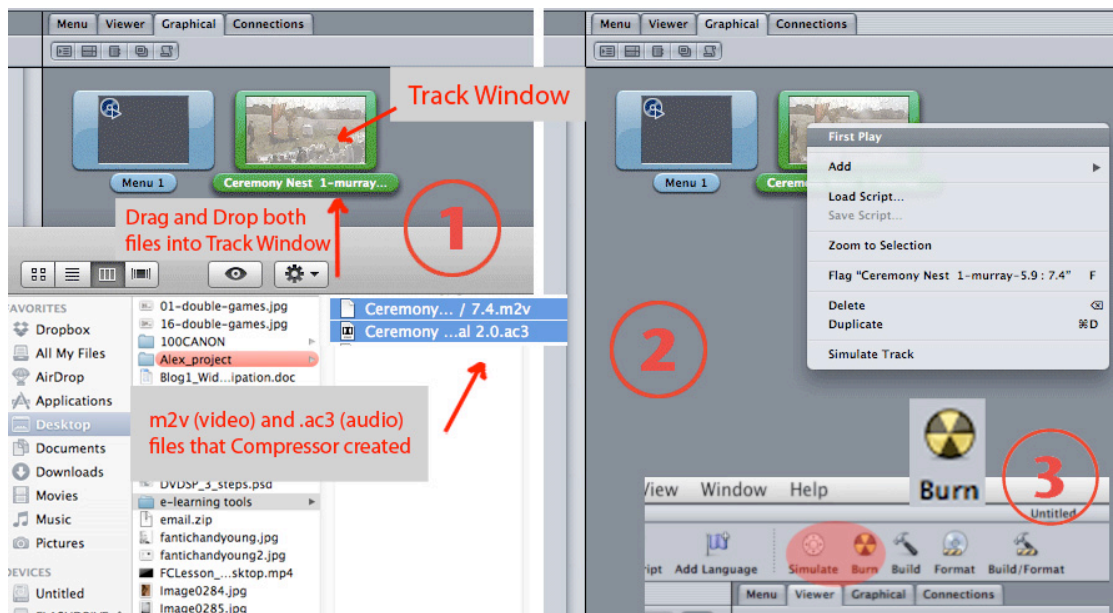 Menu Viewer Graphical Connections
Track Window
Menu 1
Ceremony Nest 1-murray...
Drag and Drop both
files into Track Window
1
FAVORITES
Dropbox
All My Files
AirDrop
Applications
Desktop
Documents
Downloads
Movies
Music
Pictures
DEVICES
Untitled
01-double-games.jpg
16-double-games.jpg
100CANON
Alex_project
Blog1_Wid...ipation.doc
m2v (video) and .ac3 (audio)
files that Compressor created
DVDSP_3_steps.psd
e-learning tools
email.zip
fantichandyoung.jpg
fantichandyoung2.jpg
FCLesson_...sktop.mp4
Image0284.jpg
Image0285.jpg
Ceremony... / 7.4.m2v
Ceremony ...al 2.0.ac3
Menu Viewer Graphical Connections
Menu 1
Cerem
First Play
Add
Load Script...
Save Script...
Zoom to Selection
Flag "Ceremony Nest 1-murray-5.9 : 7.4" F
Delete ⌫
Duplicate ⌘D
Simulate Track
2
Burn
3
View Window Help
Untitled
ript Add Language Simulate Burn Build Format Build/Format
Menu Viewer Graphical Connections